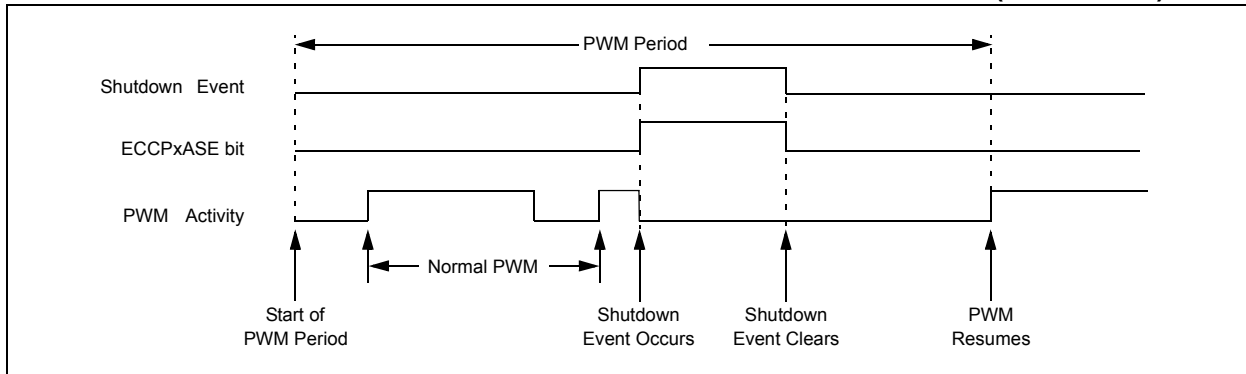 PWM Period
Shutdown Event
ECCPxASE bit
PWM Activity
Normal PWM
Start of
PWM Period
Shutdown
Event Occurs
Shutdown
Event Clears
PWM
Resumes